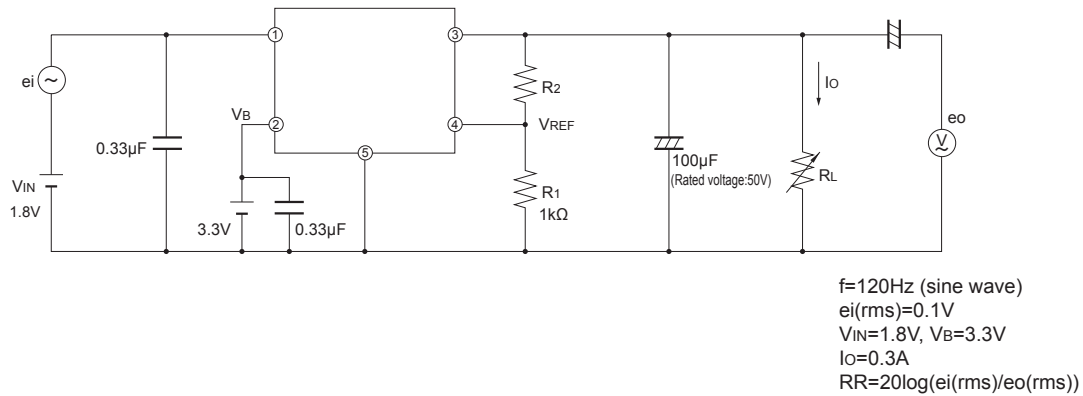 1
3
ei
~
R2
IO
VB
2
4
VREF
eo
V
~
0.33µF
5
100µF
(Rated voltage:50V)
RL
VIN
1.8V
R1
1kΩ
3.3V
0.33µF
f=120Hz (sine wave)
ei(rms)=0.1V
VIN=1.8V, VB=3.3V
IO=0.3A
RR=20log(ei(rms)/eo(rms))